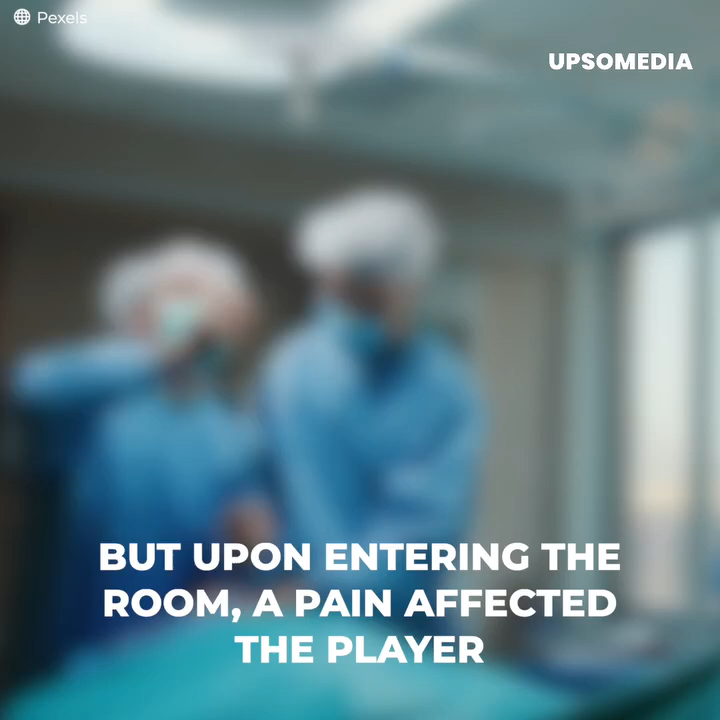 Pexels
UPSOMEDIA
BUT UPON ENTERING THE
ROOM, A PAIN AFFECTED
THE PLAYER